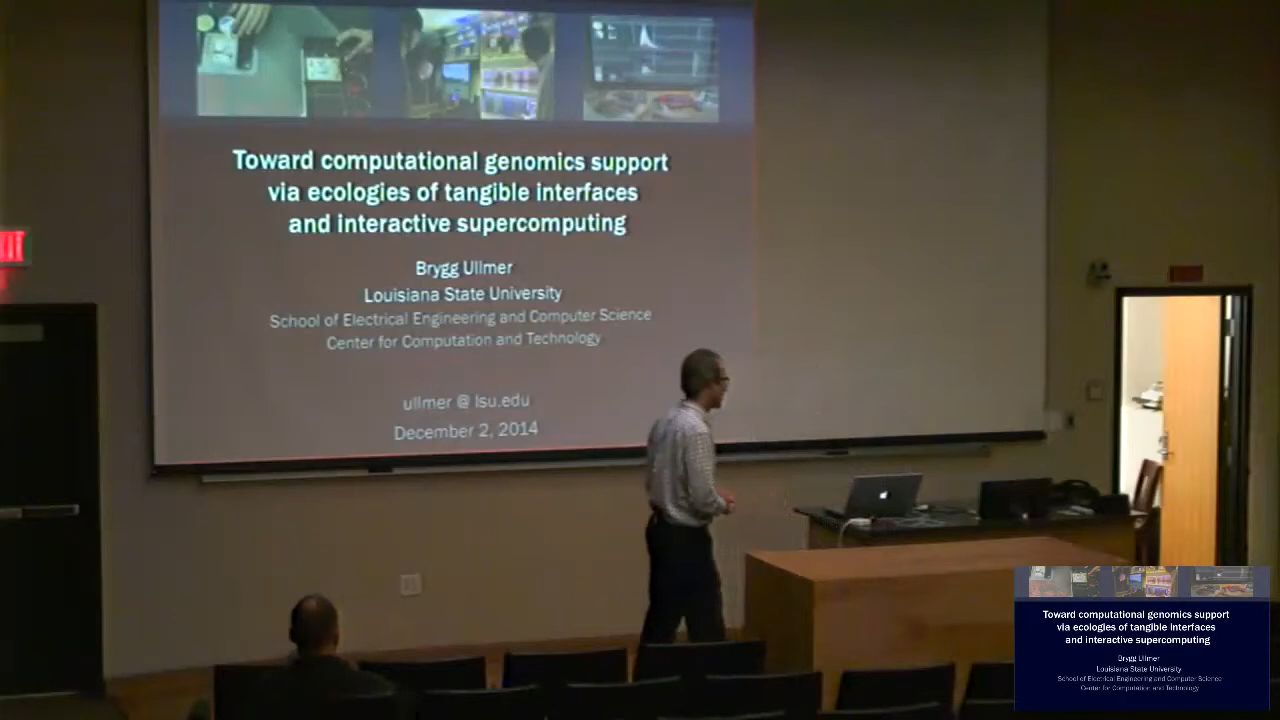 Toward computational genomics support
via ecologies of tangible interfaces
and interactive supercomputing
Brygg Ullmer
Louisiana State University
School of Electrical Engineering and Computer Science
Center for Computation and Technology
ullmer @ lsu.edu
December 2, 2014
Toward computational genomics support
via ecologies of tangible interfaces
and interactive supercomputing
Brygg Ullmer
Louisiana State University
School of Electrical Engineering and Computer Science
Center for Computation and Technology